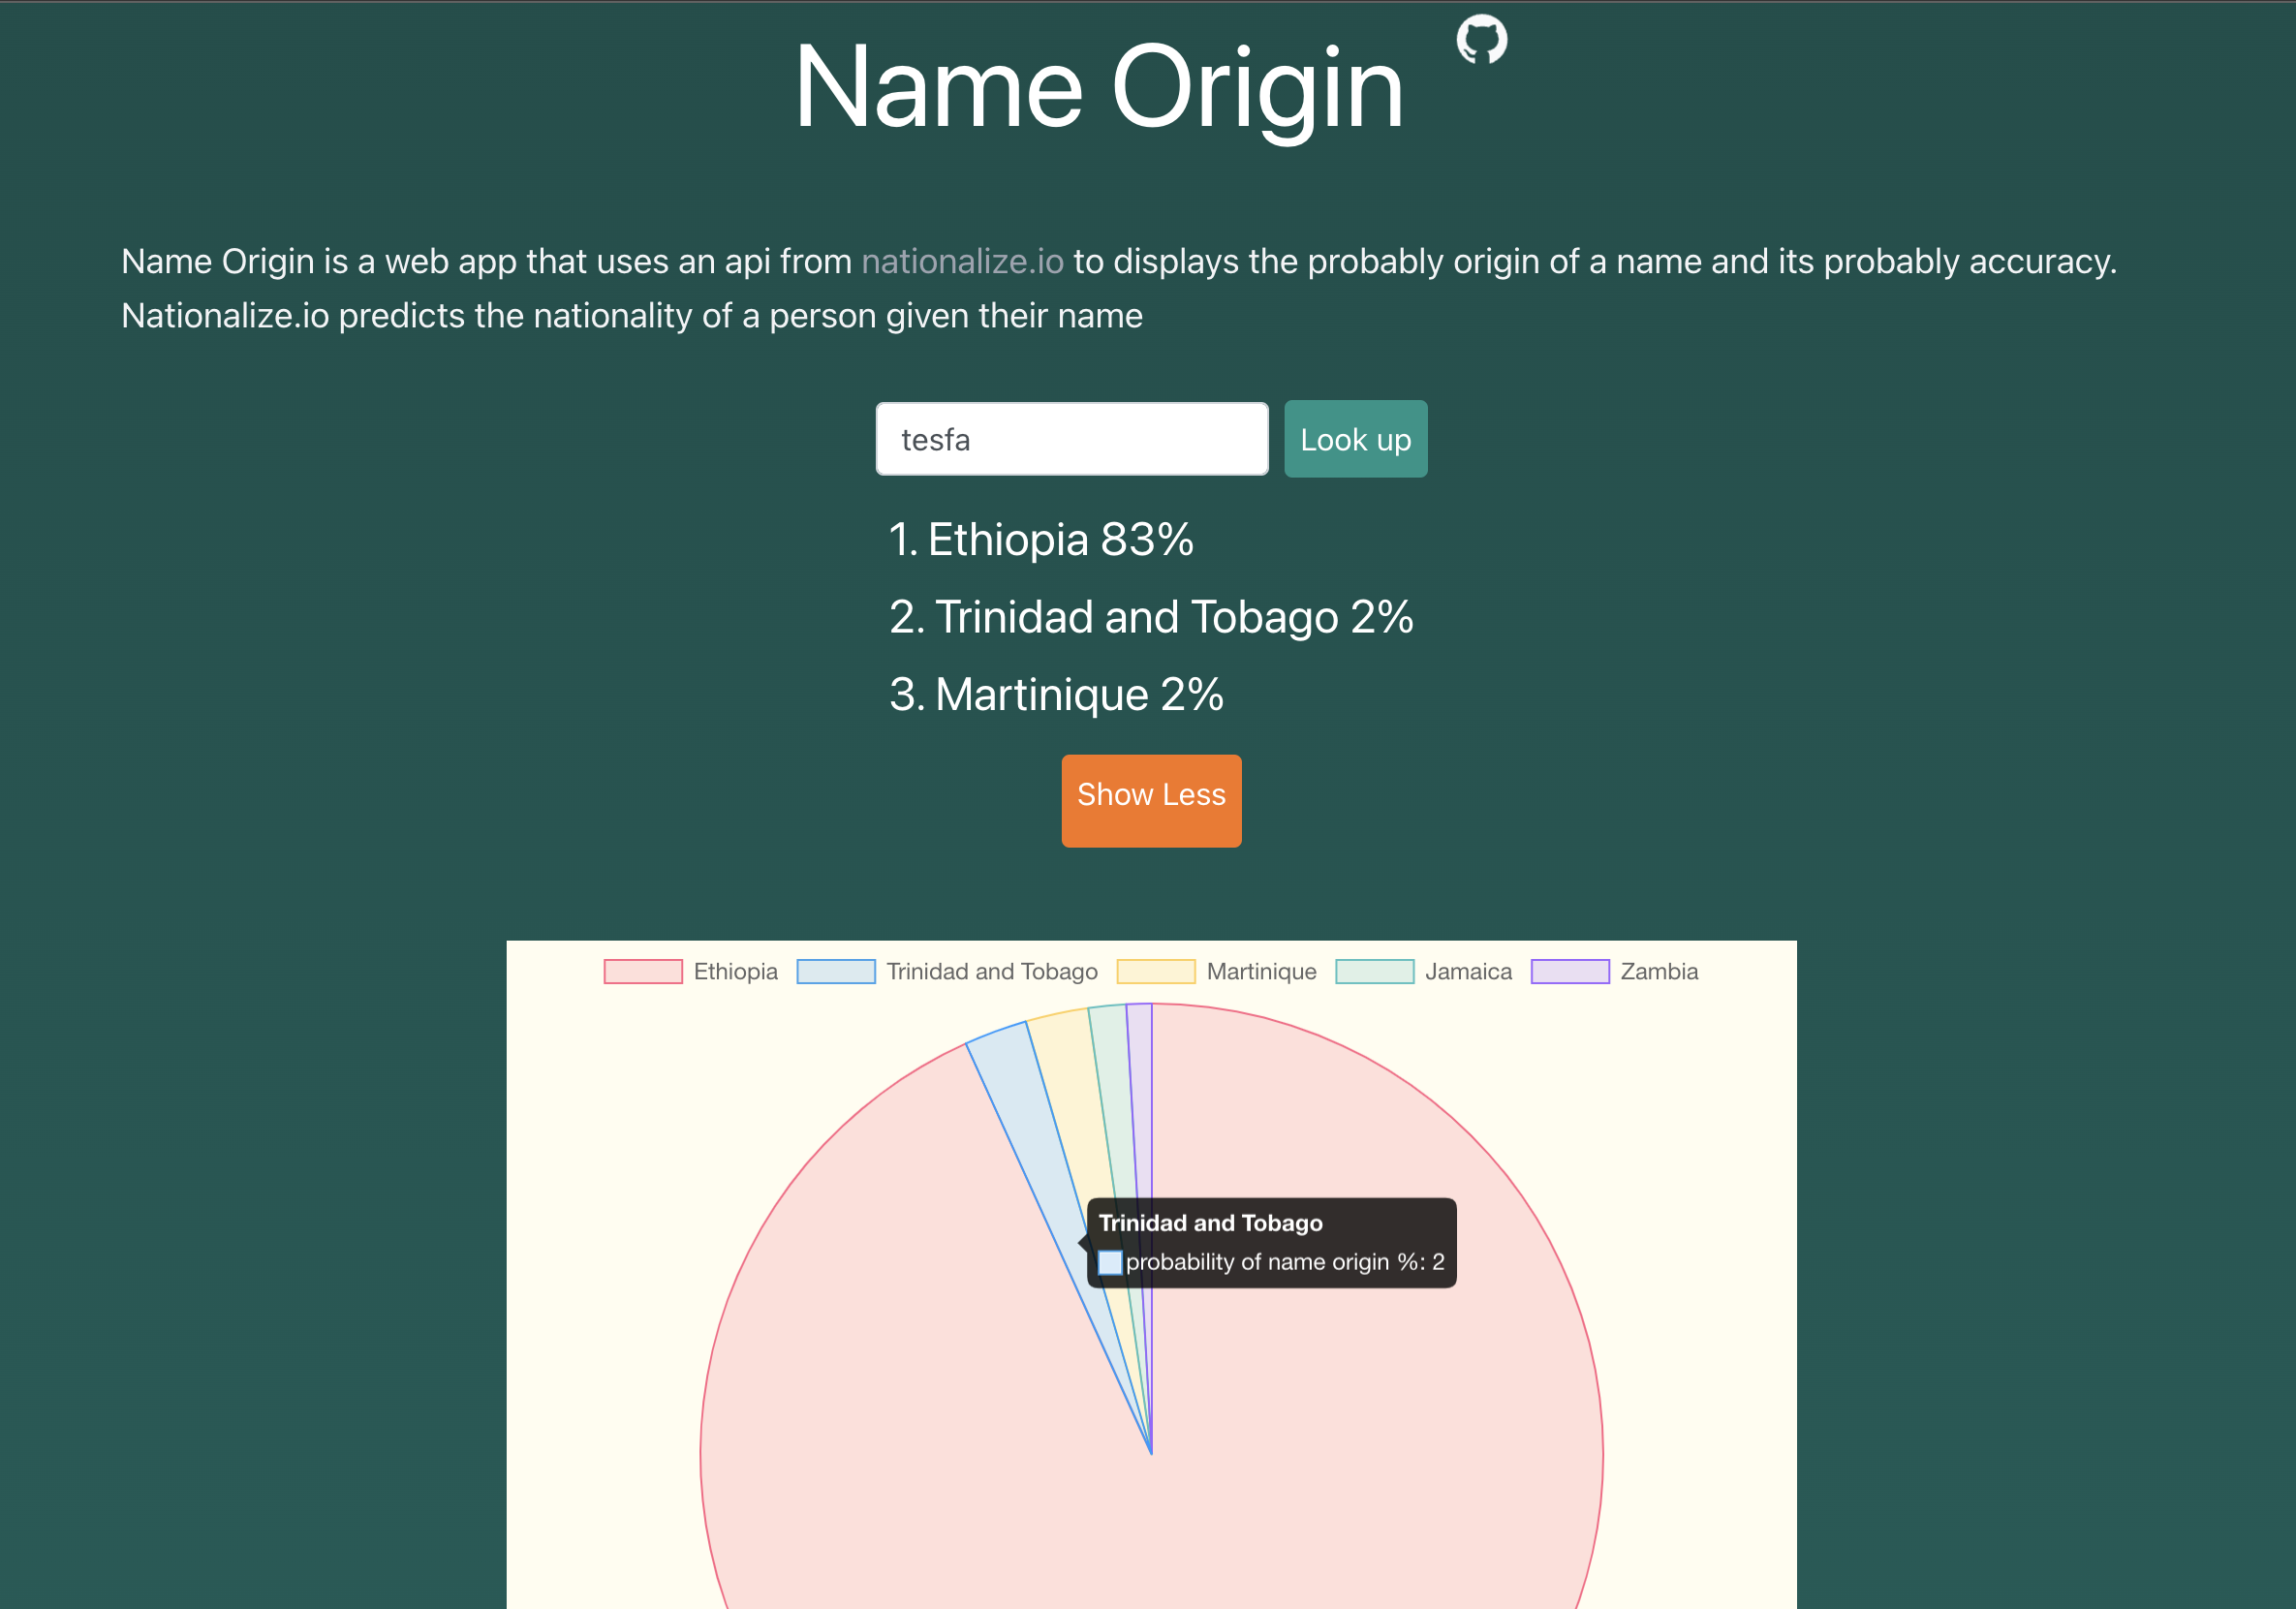 Name Origin
Name Origin is a web app that uses an api from nationalize.io to displays the probably origin of a name and its probably accuracy.
Nationalize.io predicts the nationality of a person given their name
tesfa
Look up
1. Ethiopia 83%
2. Trinidad and Tobago 2%
3. Martinique 2%
Show Less
Ethiopia Trinidad and Tobago Martinique Jamaica Zambia
Trinidad and Tobago
probability of name origin %: 2